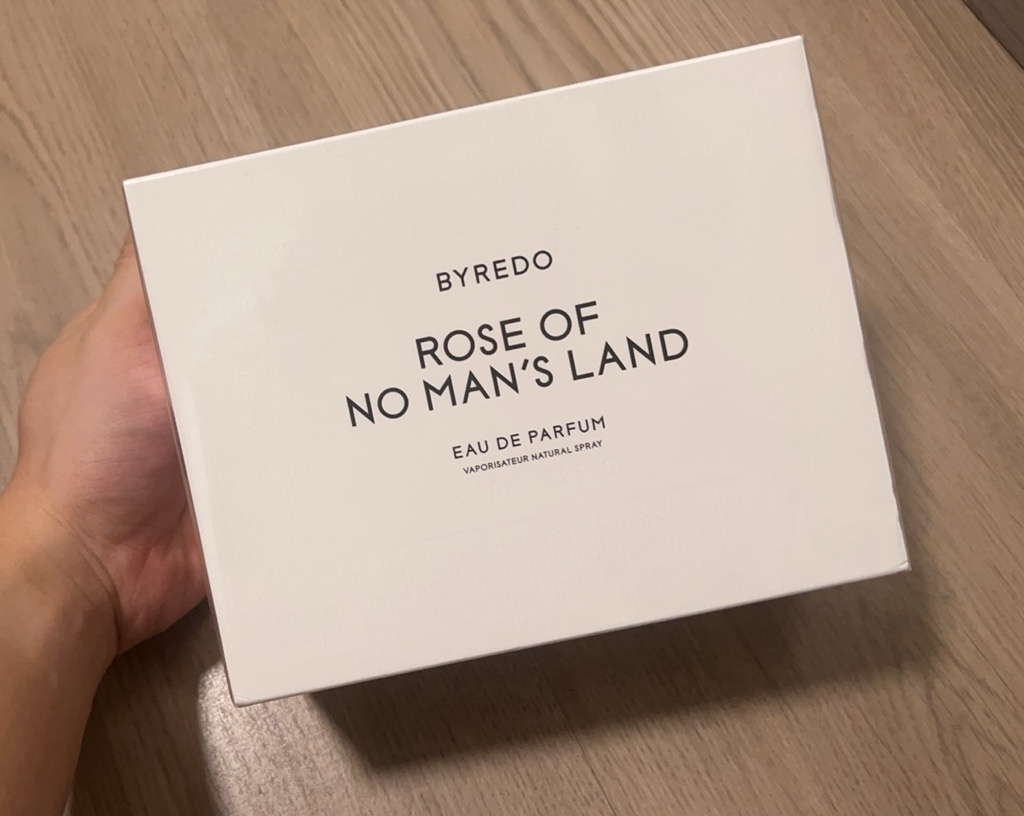 BYREDO
ROSE OF
NO MAN'S LAND
EAU DE PARFUM
VAPORISATEUR NATURAL SPRAY